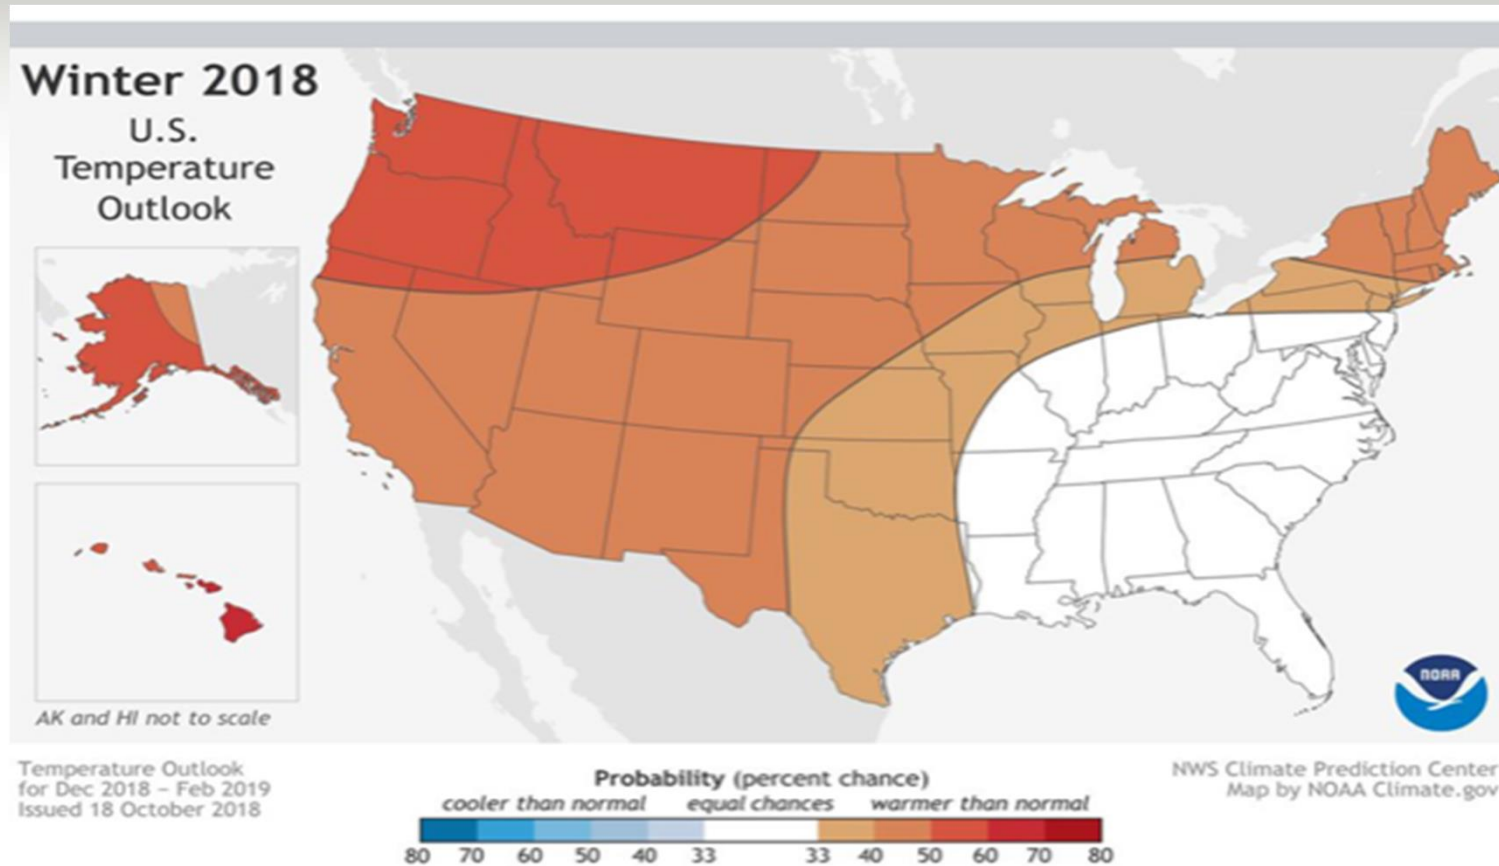 Winter 2018
U.S.
Temperature
Outlook
AK and HI not to scale
NOAA
Temperature Outlook
for Dec 2018 – Feb 2019
Issued 18 October 2018
Probability (percent chance)
cooler than normal equal chances warmer than normal
80 70 60 50 40 33 33 40 50 60 70 80
NWS Climate Prediction Center
Map by NOAA Climate.gov